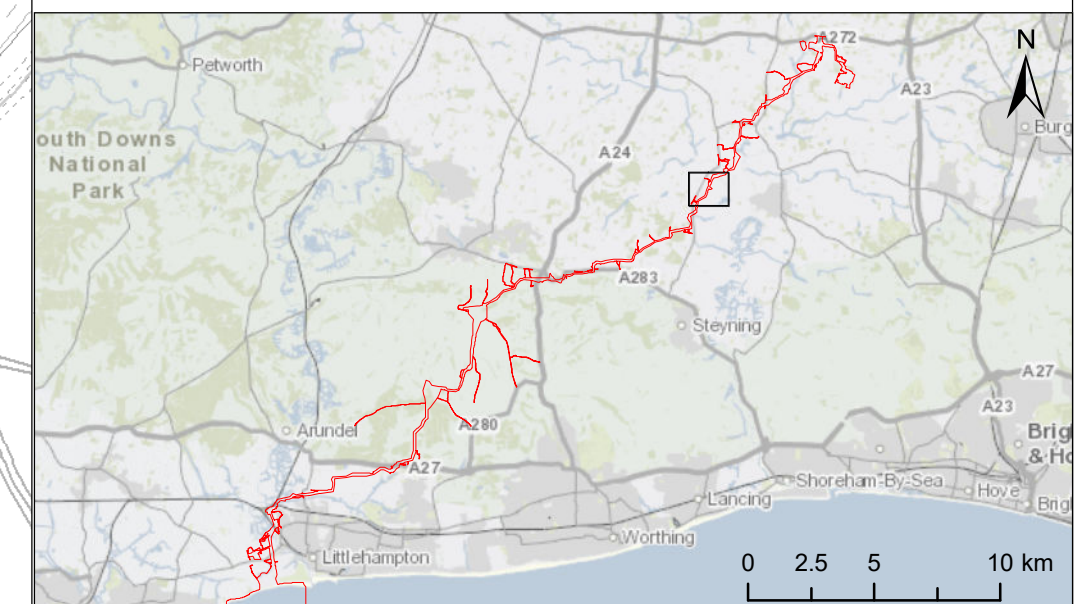 A272
N
Petworth
A23
Burg
outh Downs
National
Park
A24
A283
Steyning
A27
A23
Arundel
A280
Brig
& Ho
A27
Shoreham-By-Sea
Hove
Lancing
Brig
Worthing
Littlehampton
0 2.5 5 10 km